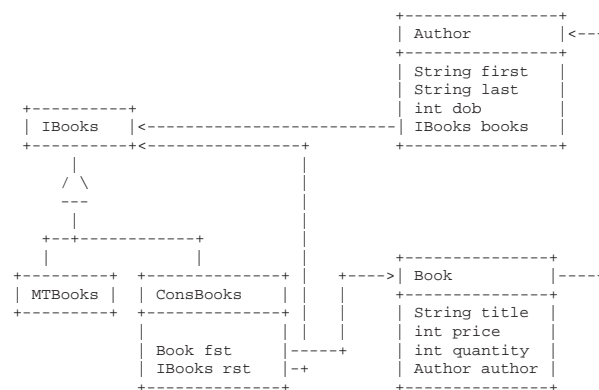 Author
String first
String last
int dob
IBooks books
IBooks
MTBooks
ConsBooks
Book fst
IBooks rst
Book
String title
int price
int quantity
Author author